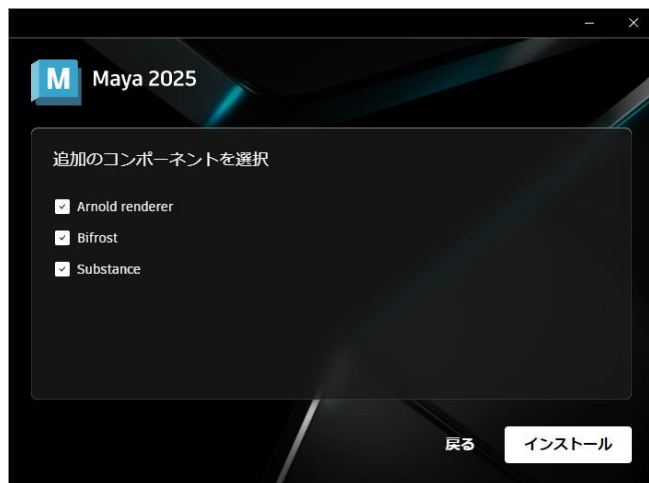 M Maya 2025
追加のコンポーネントを選択
Arnold renderer
Bifrost
Substance
戻る インストール